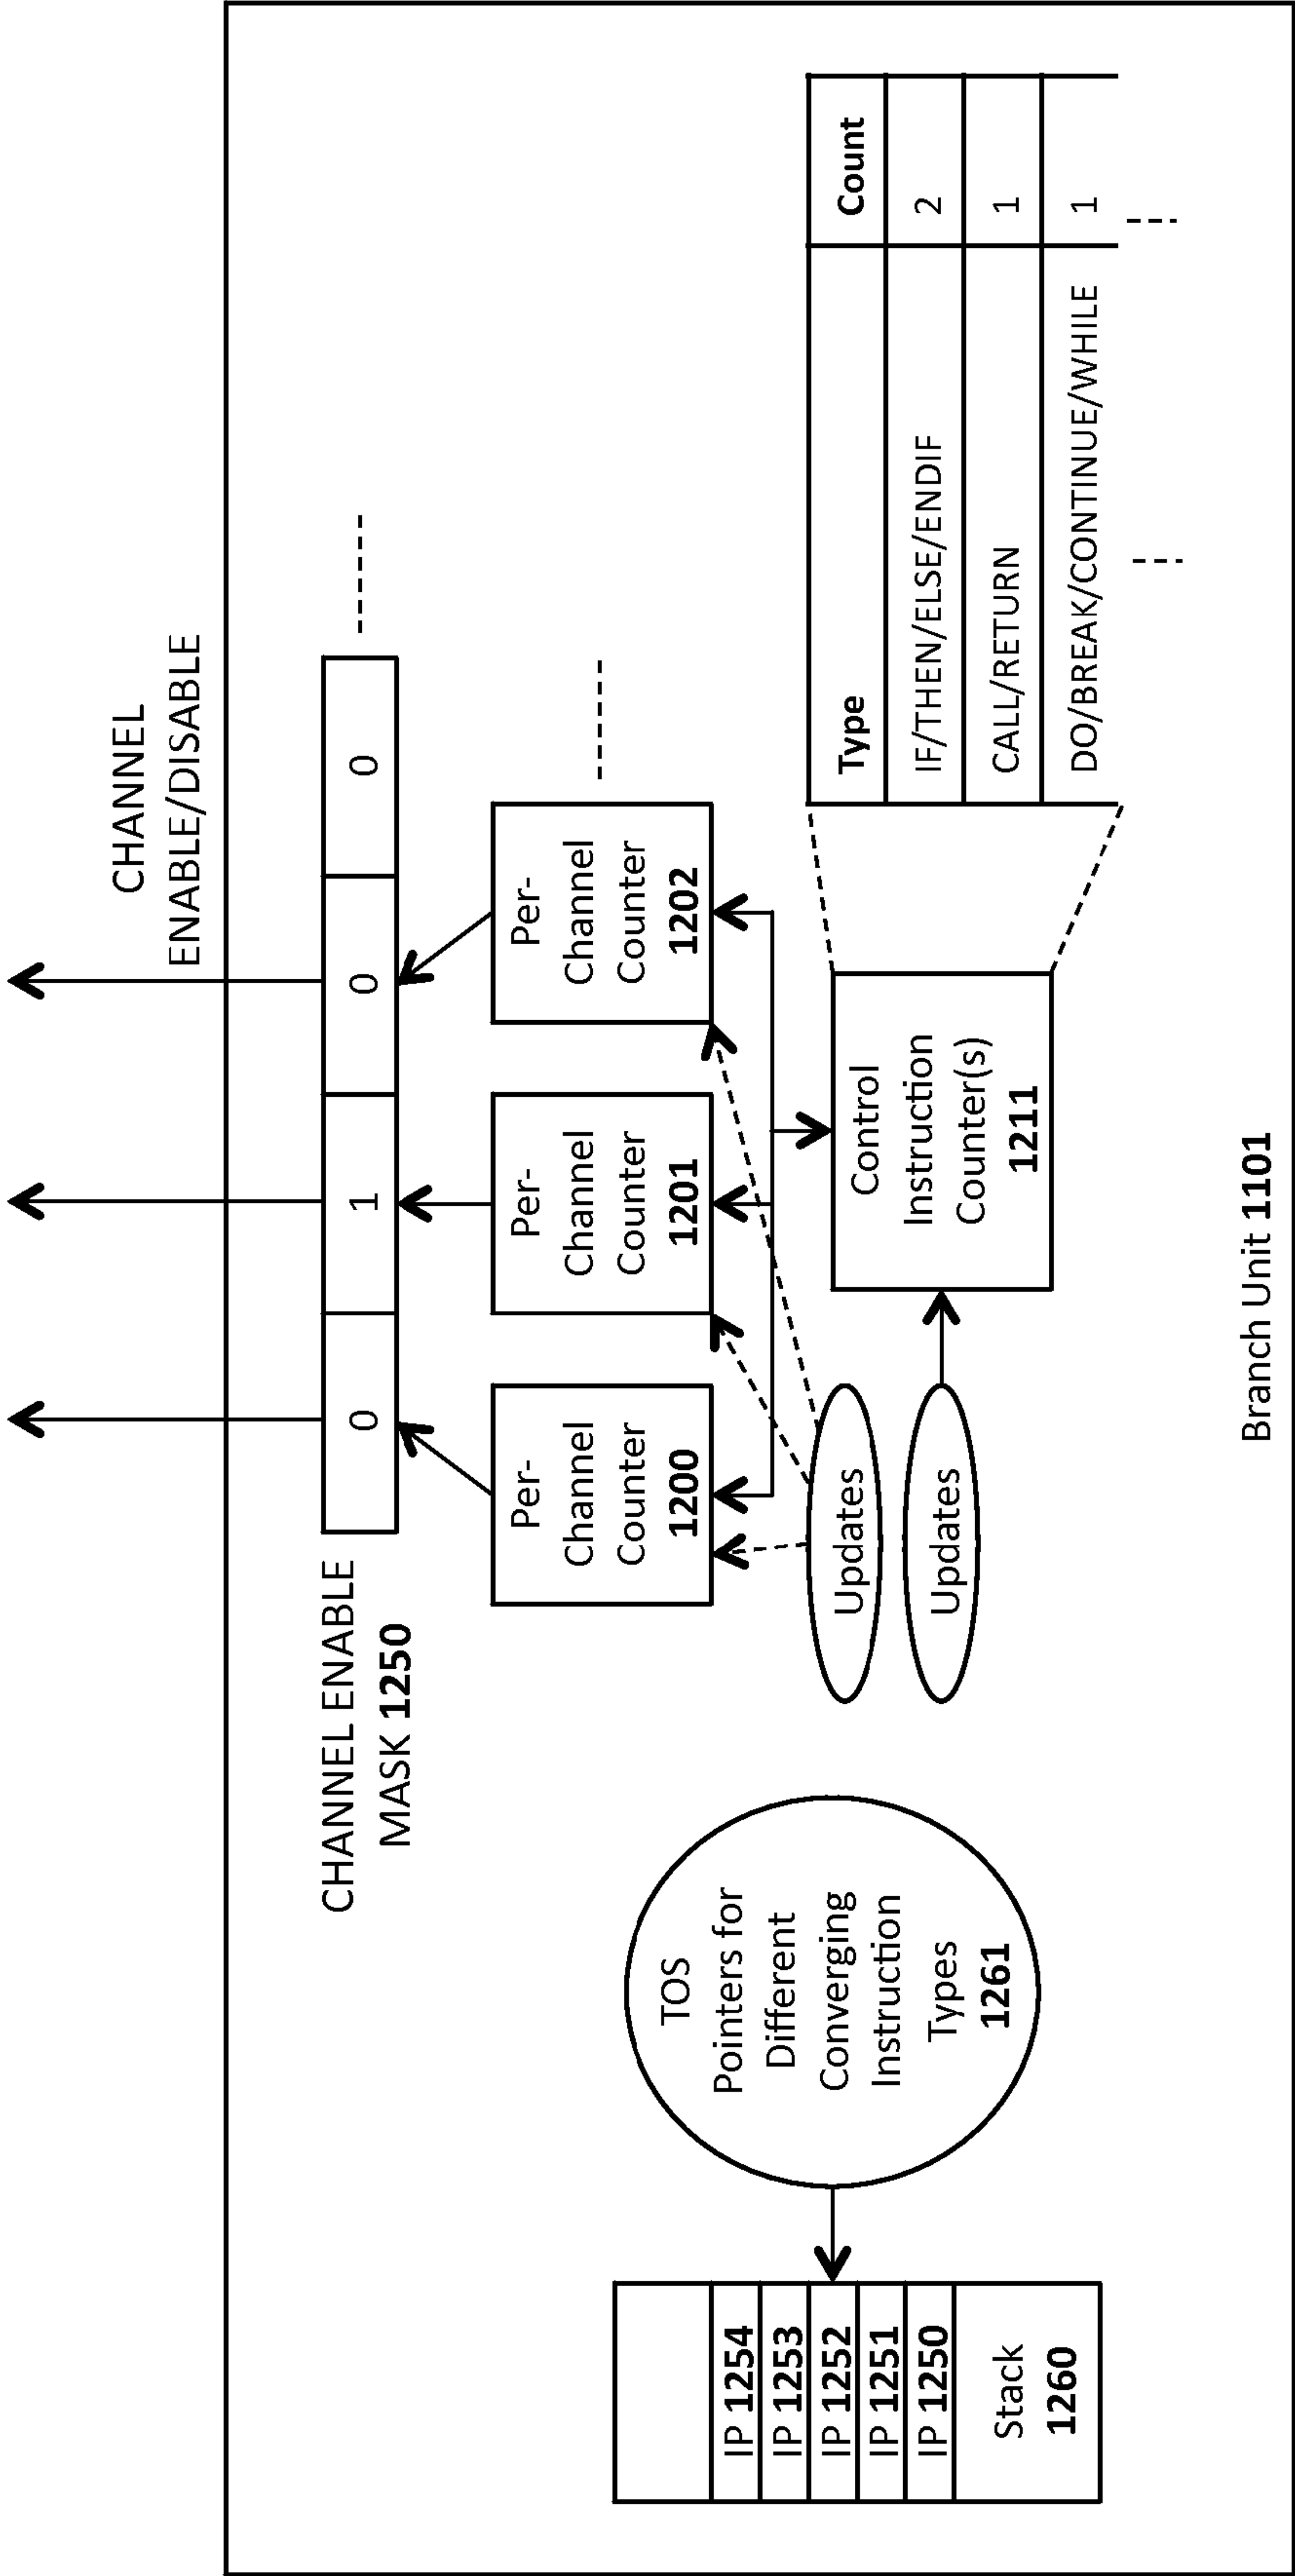 CHANNEL
ENABLE/DISABLE
CHANNEL ENABLE
MASK 1250
0
1
0
0
Per-
Channel
Counter
1200
Per-
Channel
Counter
1201
Per-
Channel
Counter
1202
IP 1254
IP 1253
IP 1252
IP 1251
IP 1250
Stack
1260
TOS
Pointers for
Different
Converging
Instruction
Types
1261
Updates
Updates
Control
Instruction
Counter(s)
1211
Type Count
IF/THEN/ELSE/ENDIF 2
CALL/RETURN 1
DO/BREAK/CONTINUE/WHILE 1
Branch Unit 1101